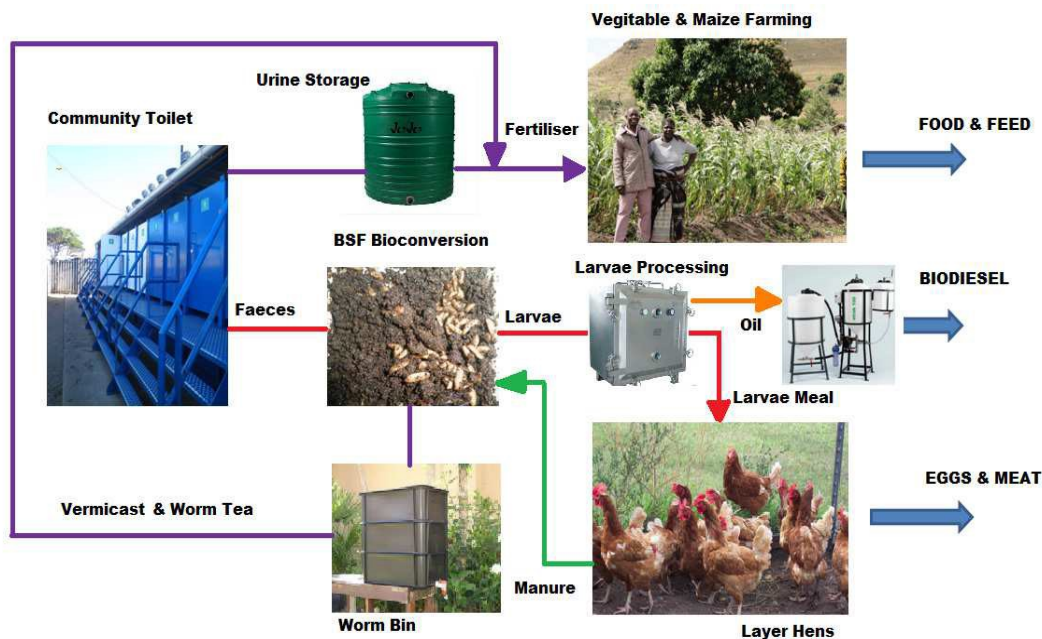 Vegitable & Maize Farming
Urine Storage
Community Toilet
JoJo
Fertiliser
FOOD & FEED
BSF Bioconversion
Larvae Processing
BIODIESEL
Faeces
Larvae
Oil
Larvae Meal
EGGS & MEAT
Vermicast & Worm Tea
Manure
Worm Bin
Layer Hens